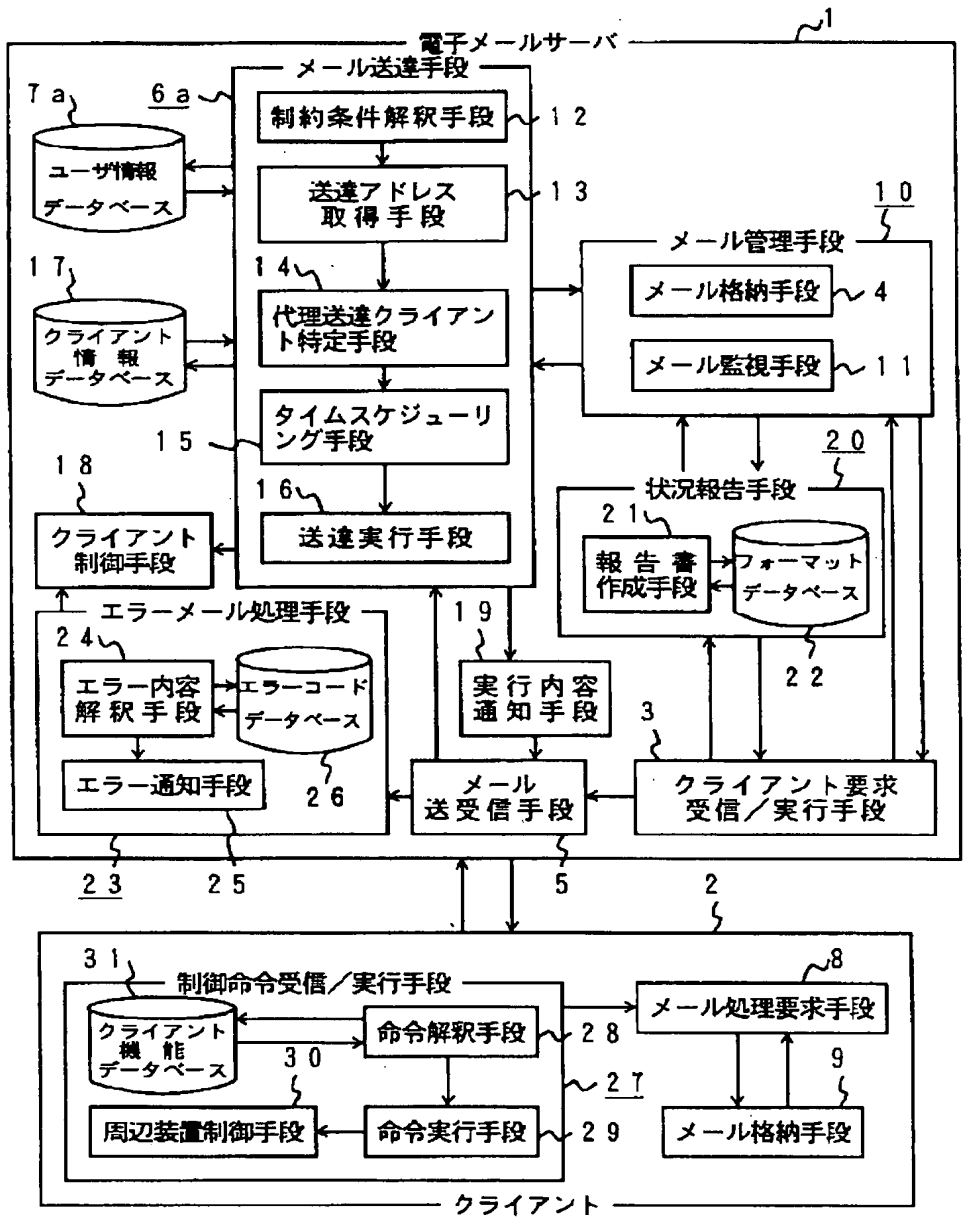 1
電子メールサーバ
メール送達手段
7a
6a
制約条件解釈手段
12
ユーザ情報
データベース
送達アドレス
取得手段
13
10
メール管理手段
17
14
メール格納手段
4
代理送達クライアン
ト特定手段
クライアント
情報
データベース
メール監視手段
11
タイムスケジューリ
ング手段
15
20
18
16
状況報告手段
21
クライアント
制御手段
送達実行手段
報告書
作成手段
フォーマット
データベース
エラーメール処理手段
24
19
22
エラー内容
解釈手段
エラーコード
データベース
実行内容
通知手段
3
エラー通知手段
26
メール
送受信手段
クライアント要求
受信/実行手段
23
25
5
2
31
制御命令受信/実行手段
8
クライアント
機能
データベース
命令解釈手段
28
メール処理要求手段
30
27
9
周辺装置制御手段
命令実行手段
29
メール格納手段
クライアント